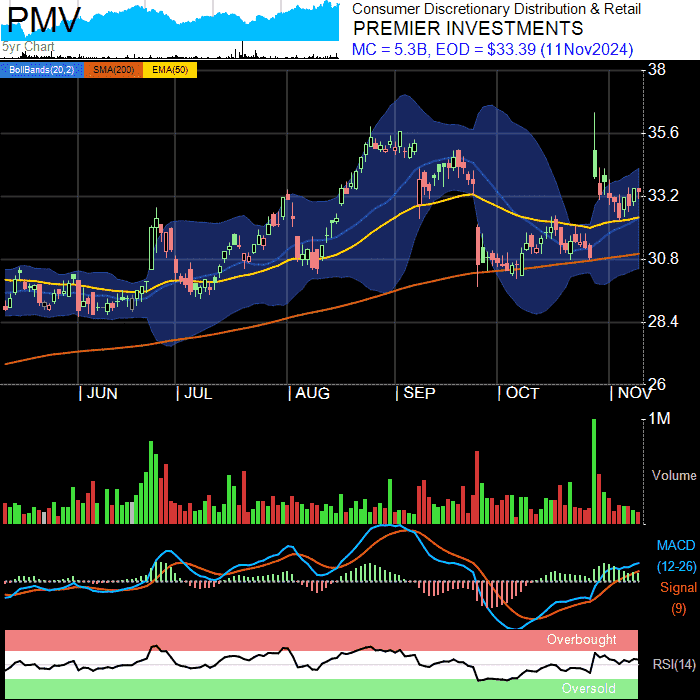 PMV
5yr Chart
Consumer Discretionary Distribution & Retail
PREMIER INVESTMENTS
MC = 5.3B, EOD = $33.39 (11Nov2024)
BollBands(20,2) SMA(200) EMA(50)
38
35.6
33.2
30.8
28.4
26
| JUN | JUL | AUG | SEP | OCT | NOV
1M
Volume
MACD
(12-26)
Signal
(9)
Overbought
RSI(14)
Oversold